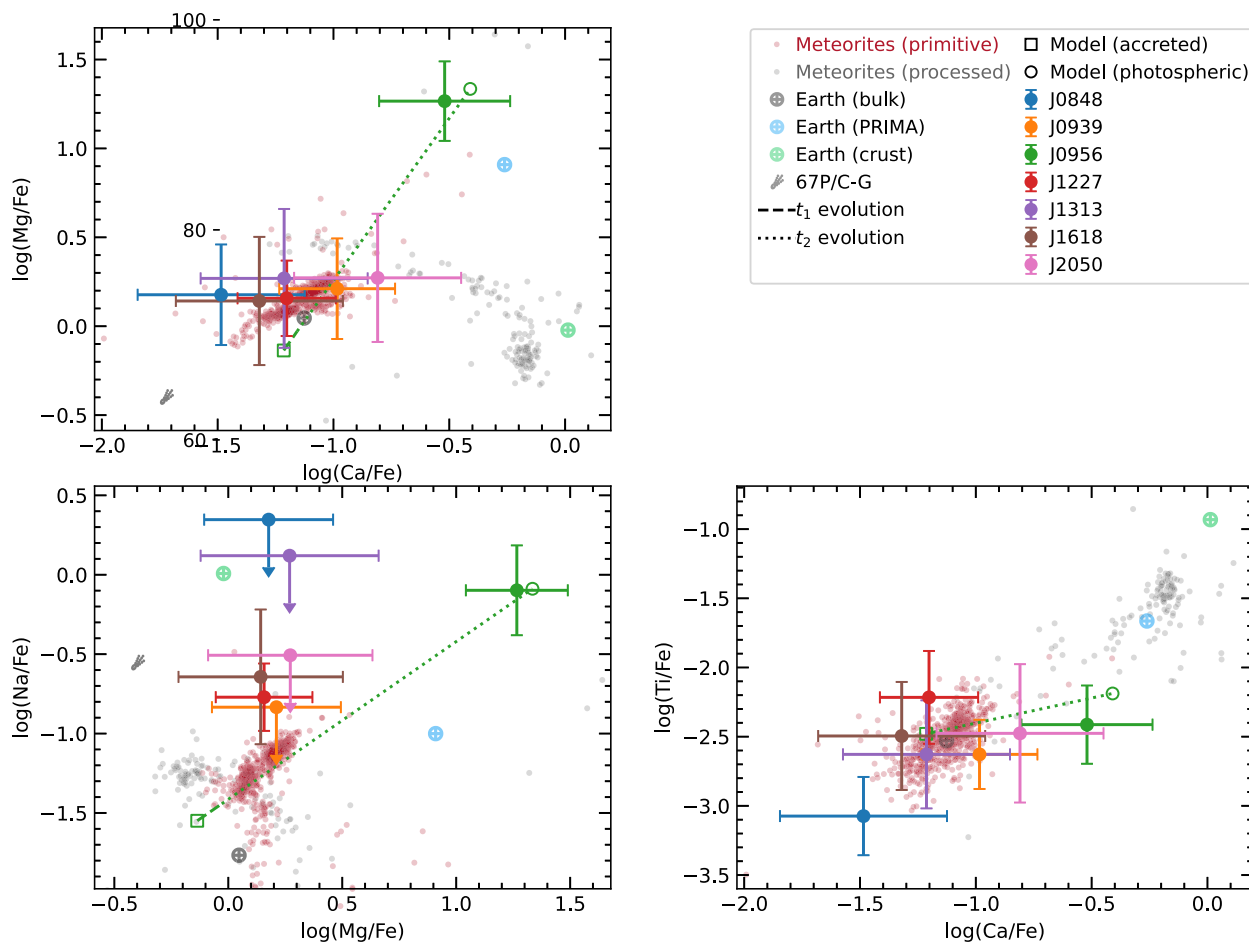 100
1.5
1.0
0.5
0.0
−0.5
80
60
log(Mg/Fe)
−2.0
−1.5
−1.0
−0.5
0.0
log(Ca/Fe)
Meteorites (primitive)
Meteorites (processed)
Earth (bulk)
Earth (PRIMA)
Earth (crust)
67P/C-G
t₁ evolution
t₂ evolution
Model (accreted)
Model (photospheric)
J0848
J0939
J0956
J1227
J1313
J1618
J2050
0.5
0.0
−0.5
−1.0
−1.5
log(Na/Fe)
−0.5
0.0
0.5
1.0
1.5
log(Mg/Fe)
−1.0
−1.5
−2.0
−2.5
−3.0
−3.5
log(Ti/Fe)
−2.0
−1.5
−1.0
−0.5
0.0
log(Ca/Fe)